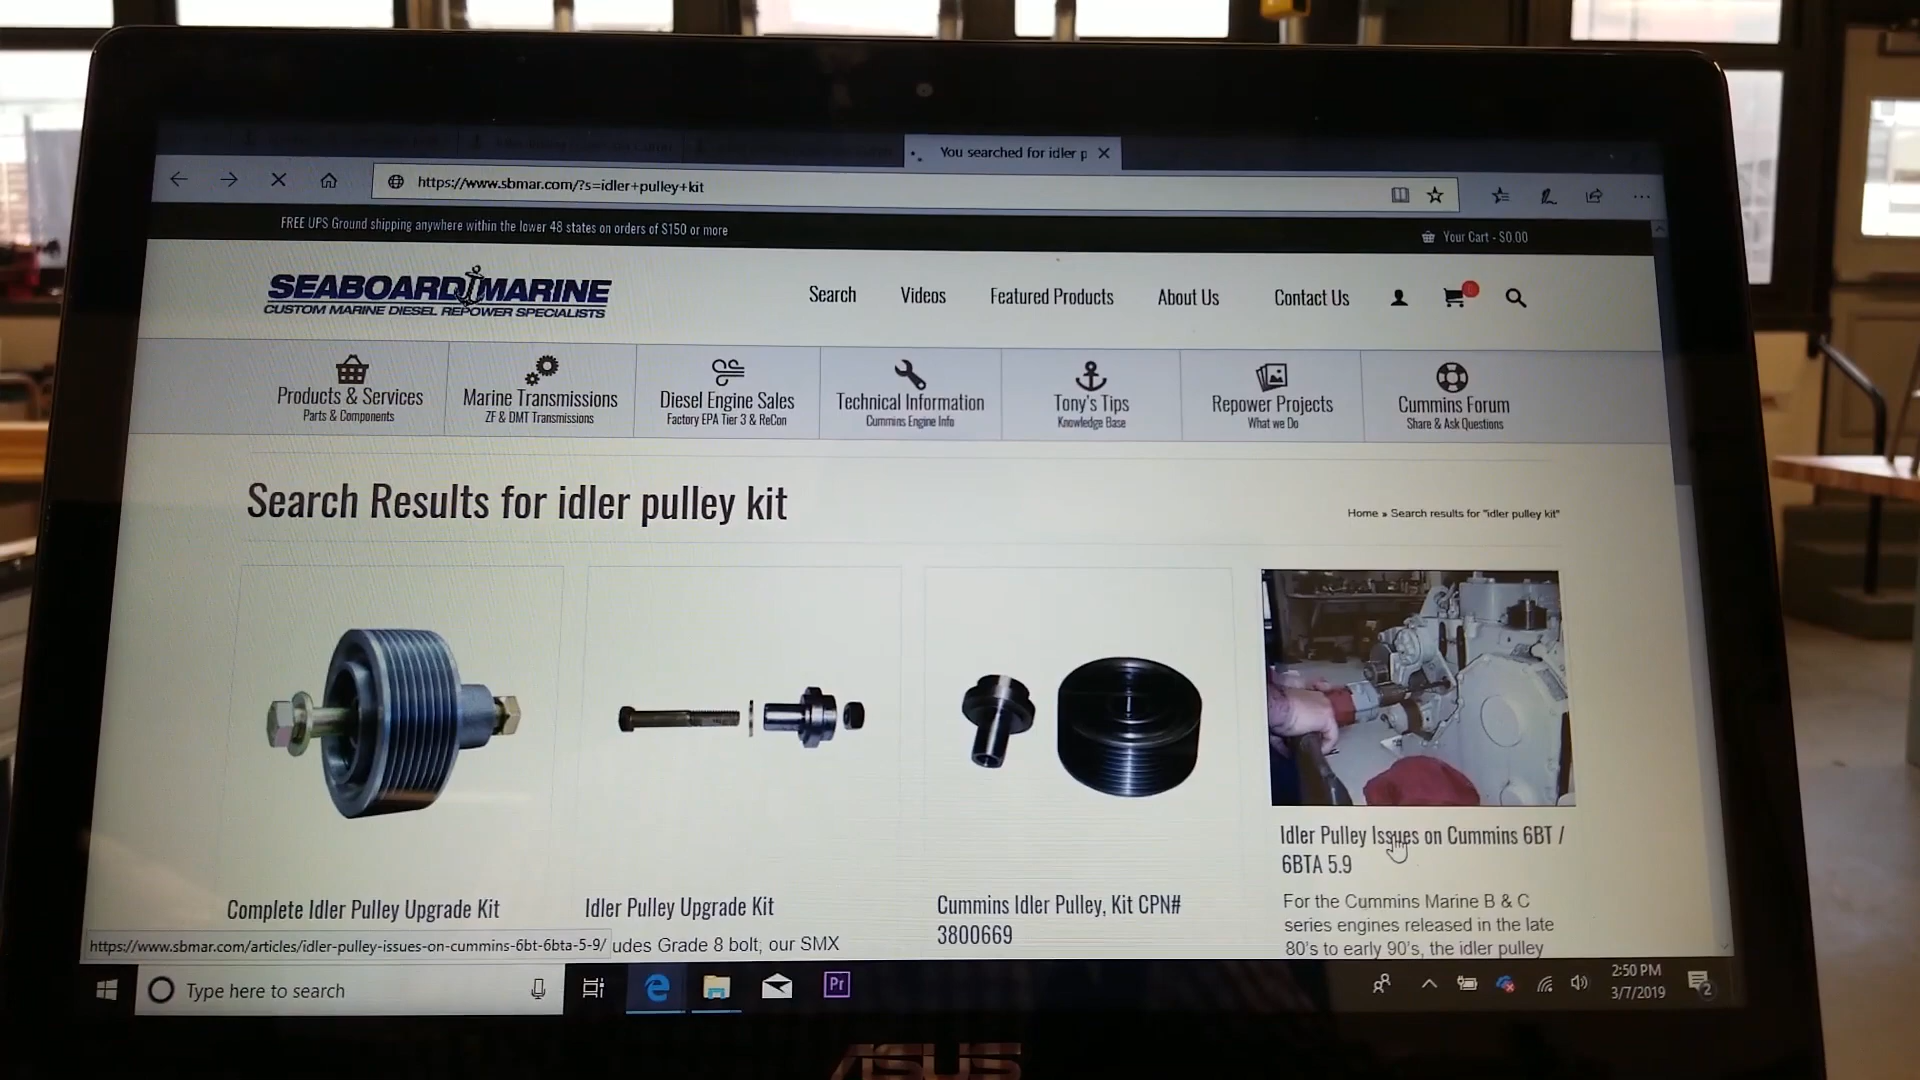 You searched for idler p
https://www.sbmar.com/?s=idler+pulley+kit
FREE UPS Ground shipping anywhere within the lower 48 states on orders of $150 or more
Your Cart - $0.00
SEABOARD MARINE
CUSTOM MARINE DIESEL REPOWER SPECIALISTS
Search
Videos
Featured Products
About Us
Contact Us
Products & Services
Parts & Components
Marine Transmissions
ZF & DMT Transmissions
Diesel Engine Sales
Factory EPA Tier 3 & ReCon
Technical Information
Cummins Engine Info
Tony's Tips
Knowledge Base
Repower Projects
What we Do
Cummins Forum
Share & Ask Questions
Search Results for idler pulley kit
Home » Search results for "idler pulley kit"
Complete Idler Pulley Upgrade Kit
Idler Pulley Upgrade Kit
udes Grade 8 bolt; our SMX
Cummins Idler Pulley, Kit CPN#
3800669
Idler Pulley Issues on Cummins 6BT /
6BTA 5.9
For the Cummins Marine B & C
series engines released in the late
80's to early 90's, the idler pulley
https://www.sbmar.com/articles/idler-pulley-issues-on-cummins-6bt-6bta-5-9/
Type here to search
Pr
2:50 PM
3/7/2019
2
ASUS